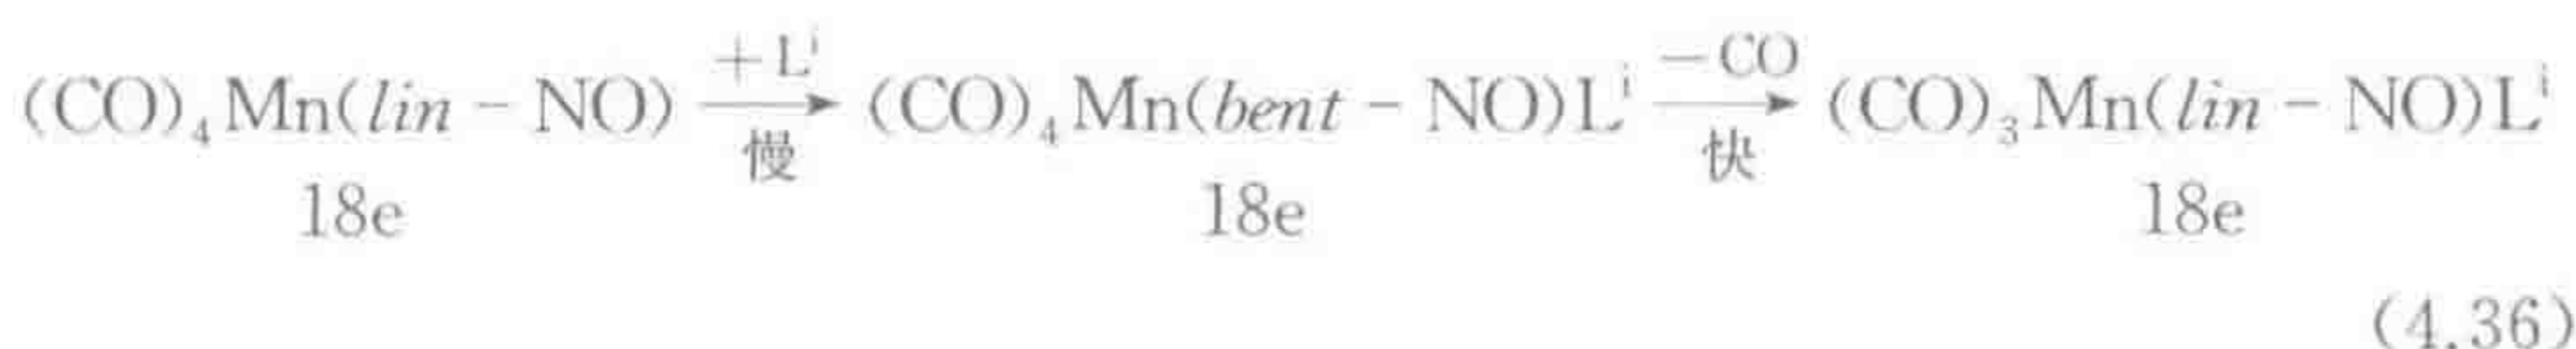 +Lⁱ −CO
(CO)₄Mn(lin − NO) ⟶ (CO)₄Mn(bent − NO)Lⁱ ⟶ (CO)₃Mn(lin − NO)Lⁱ
慢 快
18e 18e 18e
(4.36)